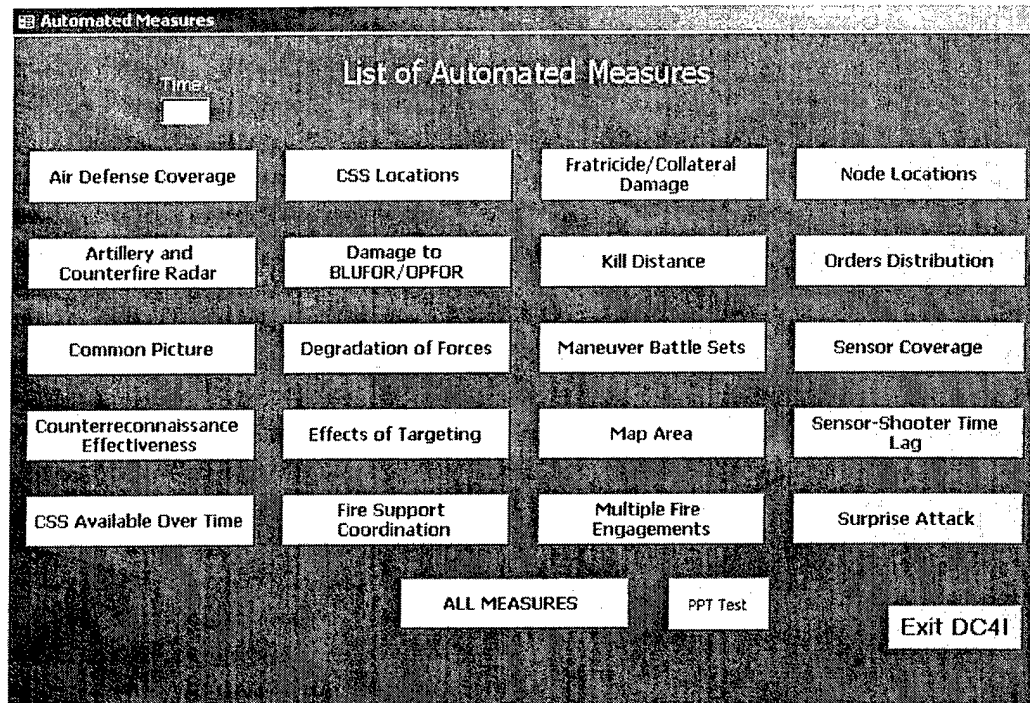 Automated Measures
List of Automated Measures
Time:
Air Defense Coverage
CSS Locations
Fratricide/Collateral
Damage
Node Locations
Artillery and
Counterfire Radar
Damage to
BLUFOR/OPFOR
Kill Distance
Orders Distribution
Common Picture
Degradation of Forces
Maneuver Battle Sets
Sensor Coverage
Counterreconnaissance
Effectiveness
Effects of Targeting
Map Area
Sensor-Shooter Time
Lag
CSS Available Over Time
Fire Support
Coordination
Multiple Fire
Engagements
Surprise Attack
ALL MEASURES
PPT Test
Exit DC4I